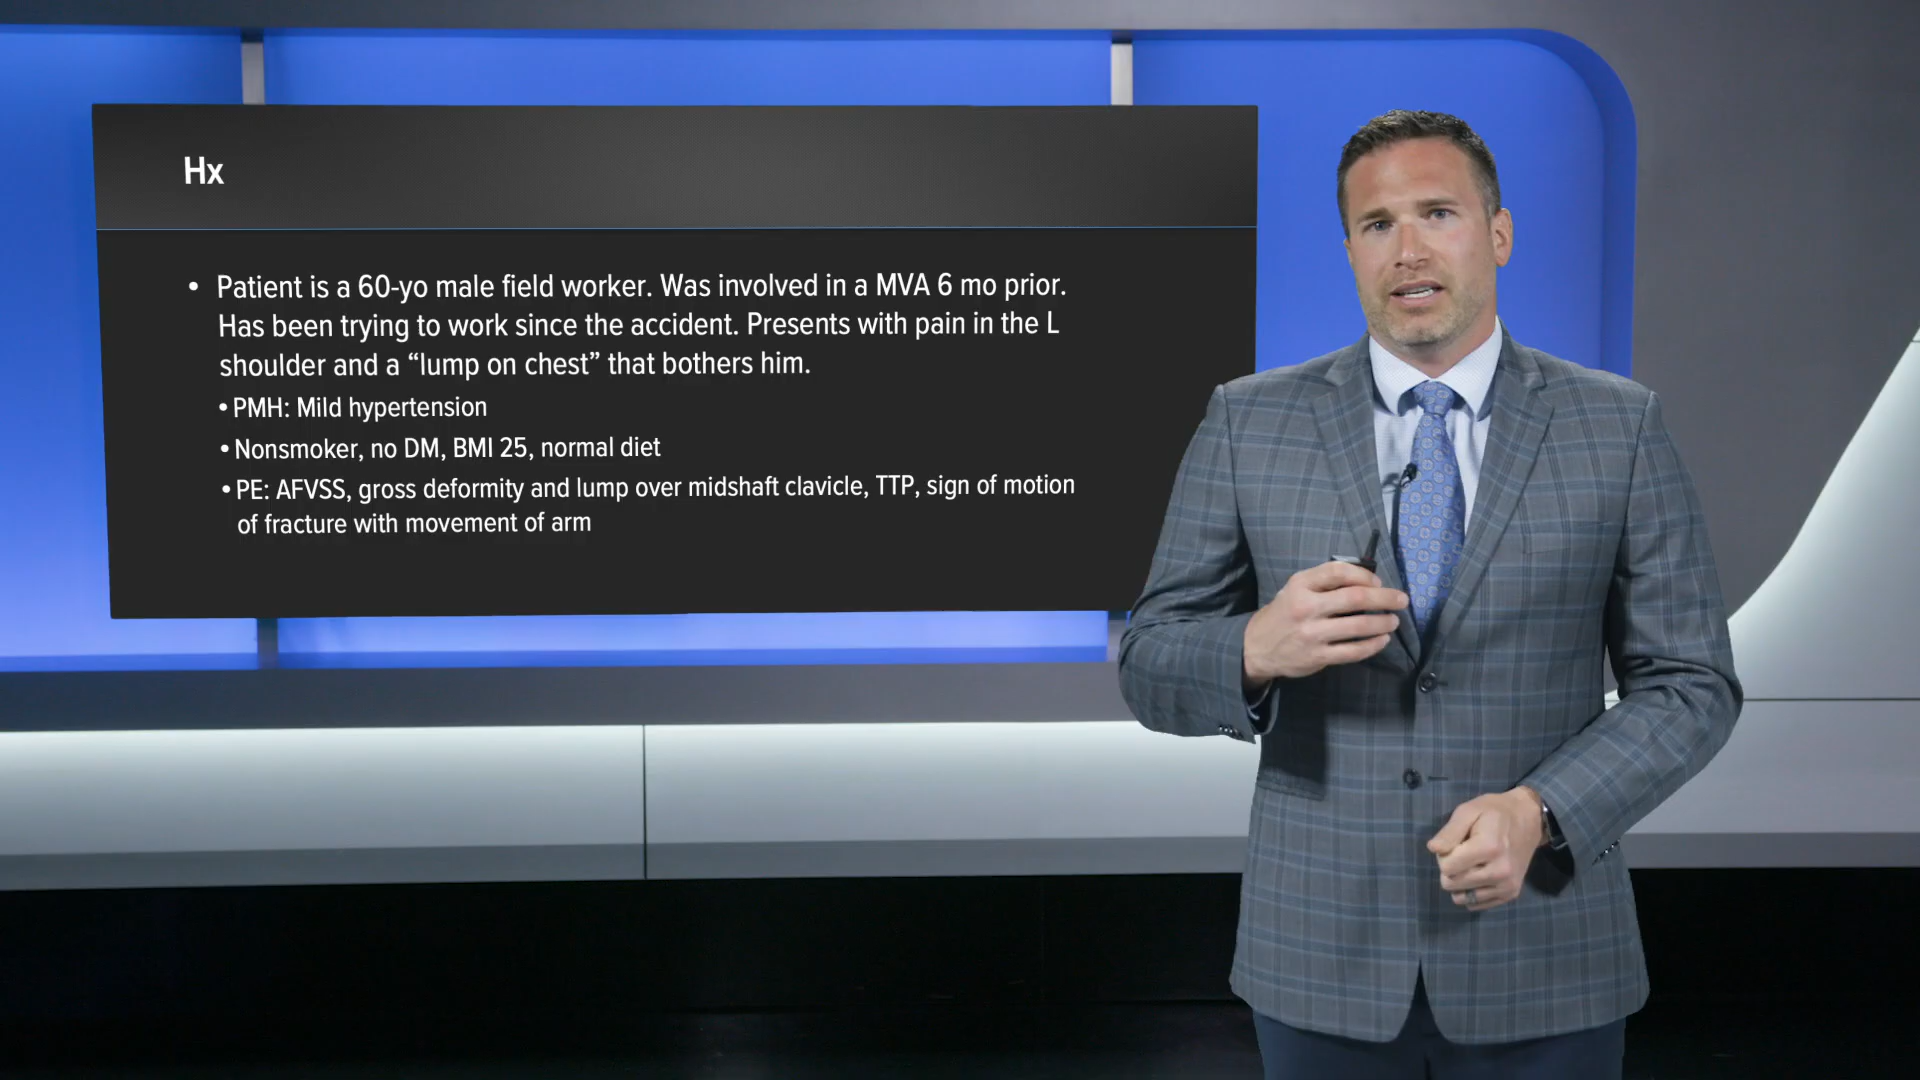 Hx
• Patient is a 60-yo male field worker. Was involved in a MVA 6 mo prior.
Has been trying to work since the accident. Presents with pain in the L
shoulder and a “lump on chest” that bothers him.
• PMH: Mild hypertension
• Nonsmoker, no DM, BMI 25, normal diet
• PE: AFVSS, gross deformity and lump over midshaft clavicle, TTP, sign of motion
of fracture with movement of arm